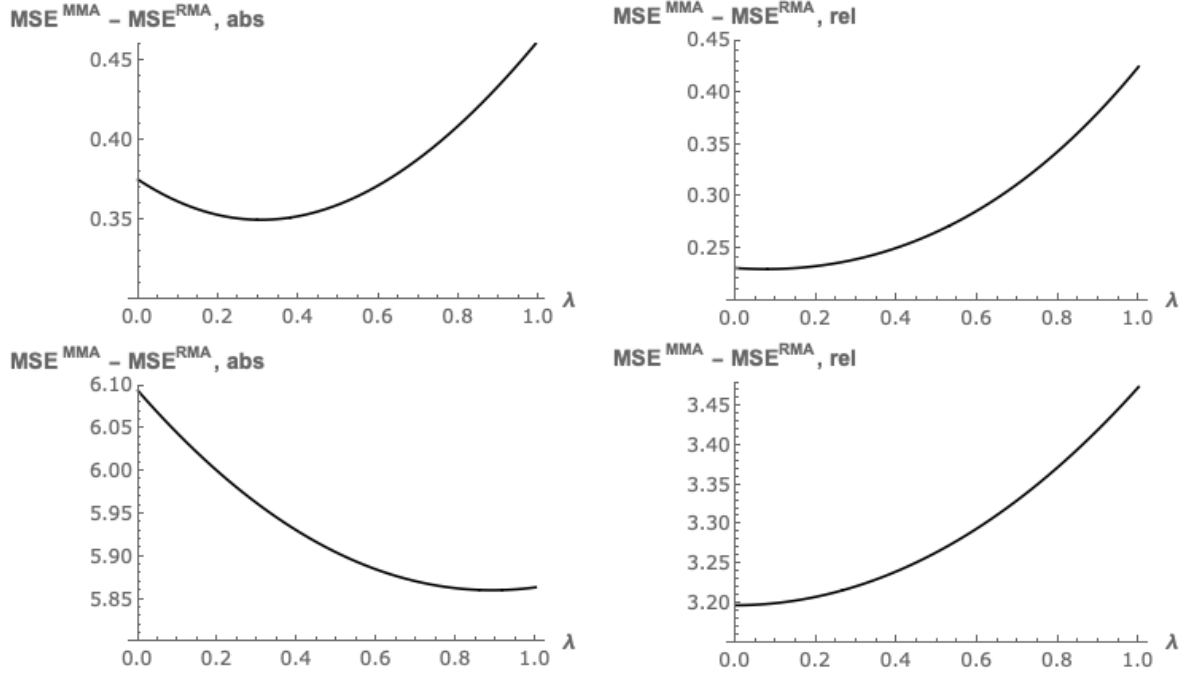 MSE^MMA – MSE^RMA, abs
0.45
0.40
0.35
0.0 0.2 0.4 0.6 0.8 1.0 λ
MSE^MMA – MSE^RMA, rel
0.45
0.40
0.35
0.30
0.25
0.0 0.2 0.4 0.6 0.8 1.0 λ
MSE^MMA – MSE^RMA, abs
6.10
6.05
6.00
5.95
5.90
5.85
0.0 0.2 0.4 0.6 0.8 1.0 λ
MSE^MMA – MSE^RMA, rel
3.45
3.40
3.35
3.30
3.25
3.20
0.0 0.2 0.4 0.6 0.8 1.0 λ